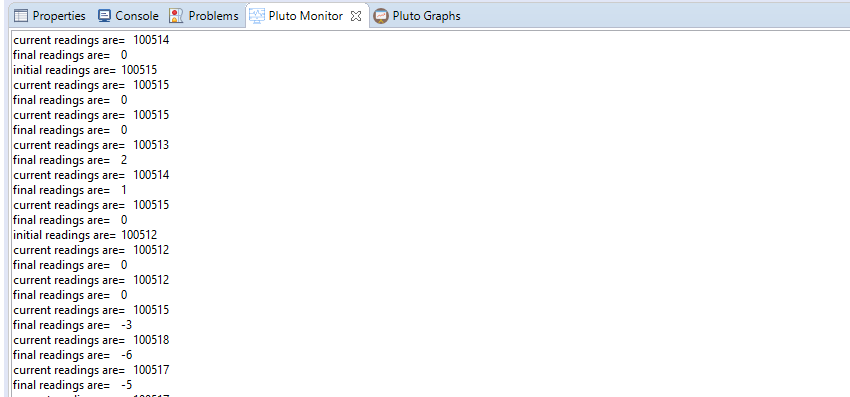 Properties Console Problems Pluto Monitor Pluto Graphs
current readings are= 100514
final readings are= 0
initial readings are= 100515
current readings are= 100515
final readings are= 0
current readings are= 100515
final readings are= 0
current readings are= 100513
final readings are= 2
current readings are= 100514
final readings are= 1
current readings are= 100515
final readings are= 0
initial readings are= 100512
current readings are= 100512
final readings are= 0
current readings are= 100512
final readings are= 0
current readings are= 100515
final readings are= -3
current readings are= 100518
final readings are= -6
current readings are= 100517
final readings are= -5
current readings are= 100517